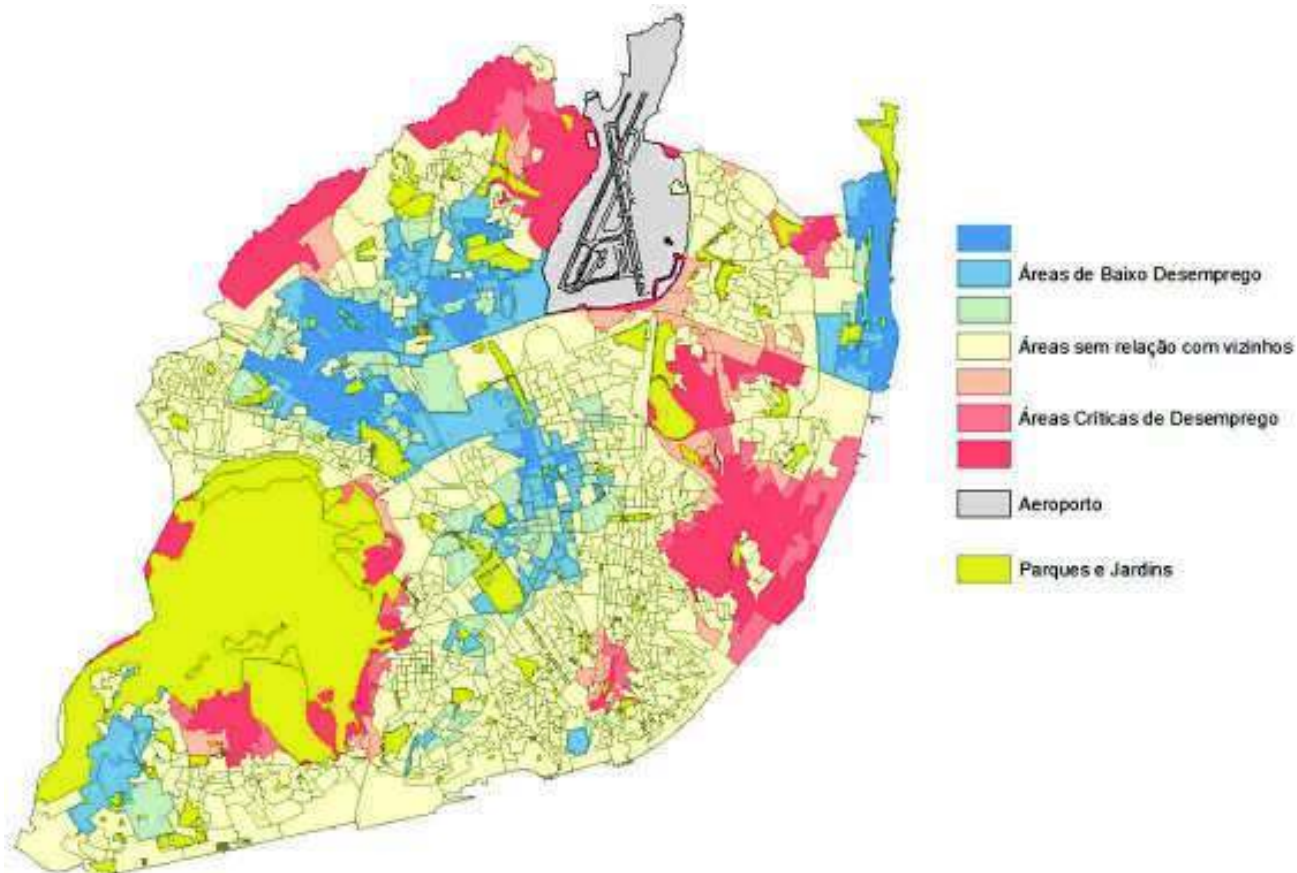 Áreas de Baixo Desemprego
Áreas sem relação com vizinhos
Áreas Críticas de Desemprego
Aeroporto
Parques e Jardins